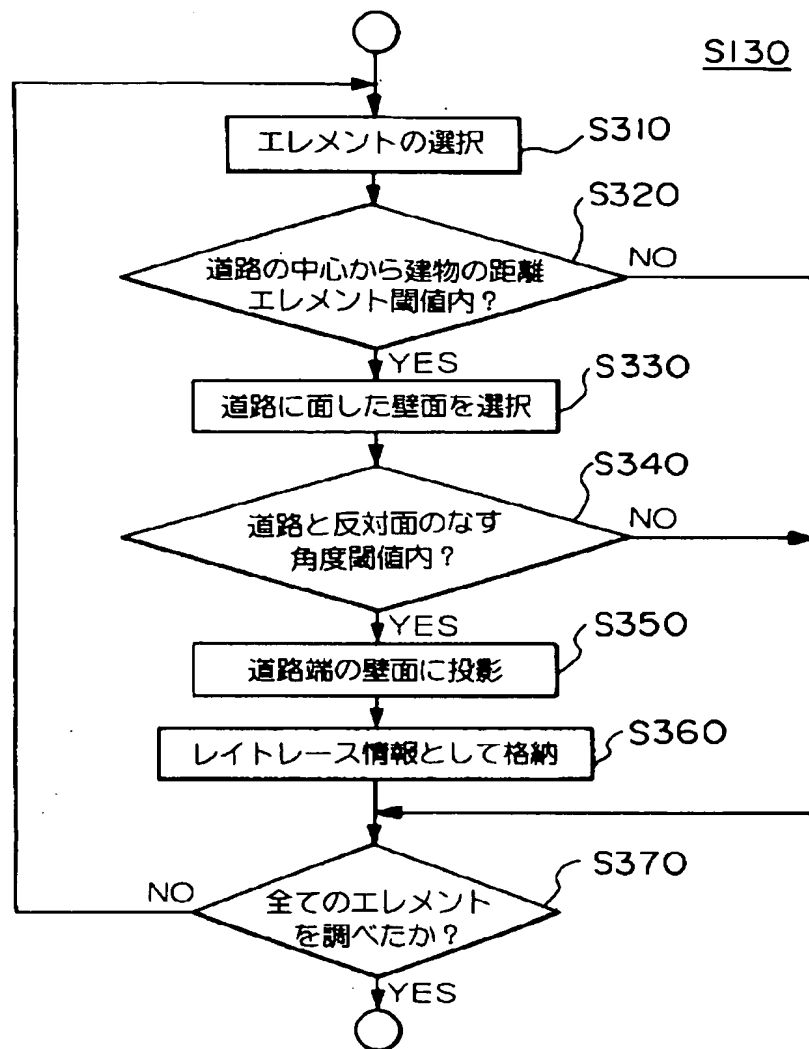 S130
エレメントの選択
S310
S320
道路の中心から建物の距離
エレメント閾値内?
NO
YES
S330
道路に面した壁面を選択
S340
道路と反対面のなす
角度閾値内?
NO
YES
S350
道路端の壁面に投影
S360
レイトレース情報として格納
S370
NO
全てのエレメント
を調べたか?
YES